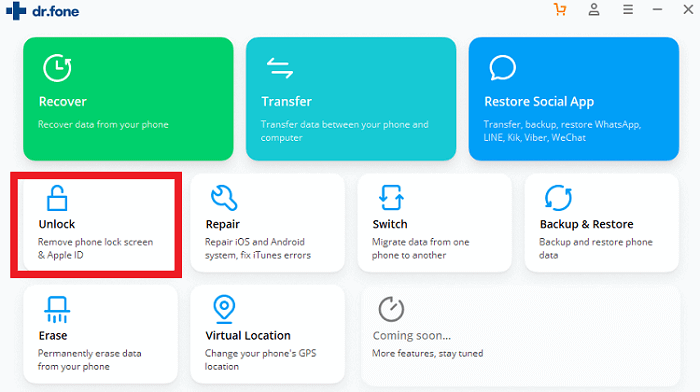 dr.fone
Recover
Recover data from your phone
Transfer
Transfer data between your phone and
computer
Restore Social App
Transfer, backup, restore WhatsApp,
LINE, Kik, Viber, WeChat
Unlock
Remove phone lock screen
& Apple ID
Repair
Repair iOS and Android
system, fix iTunes errors
Switch
Migrate data from one
phone to another
Backup & Restore
Backup and restore phone
data
Erase
Permanently erase data
from your phone
Virtual Location
Change your phone's GPS
location
Coming soon...
More features, stay tuned